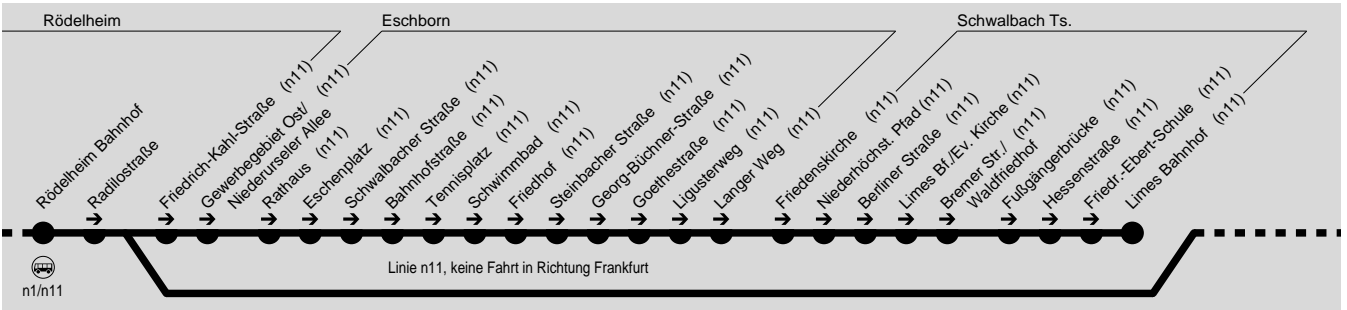 Rödelheim
Eschborn
Schwalbach Ts.
Rödelheim Bahnhof
Radilostraße
Friedrich-Kahl-Straße (n11)
Gewerbegebiet Ost/ (n11)
Niederurseler Allee
Rathaus (n11)
Eschenplatz (n11)
Schwalbacher Straße (n11)
Bahnhofstraße (n11)
Tennisplatz (n11)
Schwimmbad (n11)
Friedhof (n11)
Steinbacher Straße (n11)
Georg-Büchner-Straße (n11)
Goethestraße (n11)
Ligusterweg (n11)
Langer Weg (n11)
Friedenskirche (n11)
Niederhöchst. Pfad (n11)
Berliner Straße (n11)
Limes Bf./Ev. Kirche (n11)
Bremer Str./ (n11)
Waldfriedhof
Fußgängerbrücke (n11)
Hessenstraße (n11)
Friedr.-Ebert-Schule (n11)
Limes Bahnhof (n11)
n1/n11
Linie n11, keine Fahrt in Richtung Frankfurt